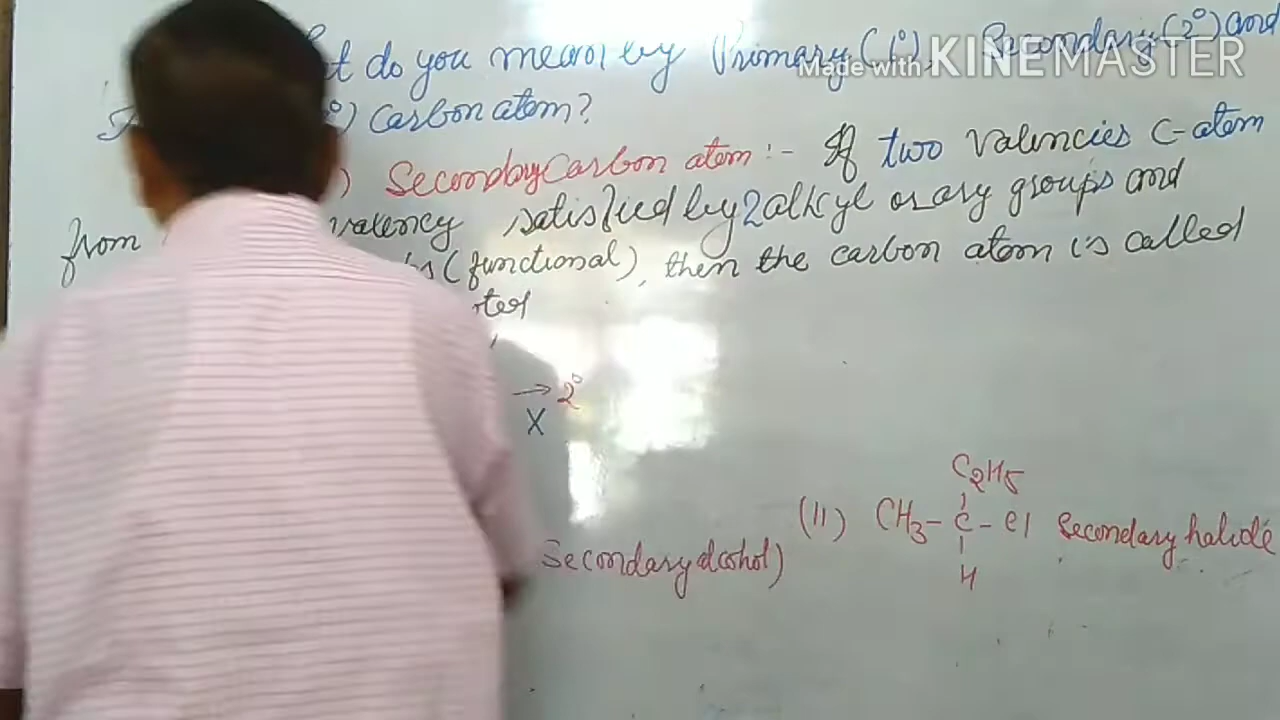 do you mean by Primary (1°), Secondary (2°) and
Made with KINEMASTER
Carbon atom?
) Secondary Carbon atom :- If two valencies C-atom
from valency satisfied by 2 alkyl or ary groups and
(functional), then the carbon atom is called
→ 2°
X
C2H5
(II) CH3 - C - Cl Secondary halide
Secondary alcohol)
H